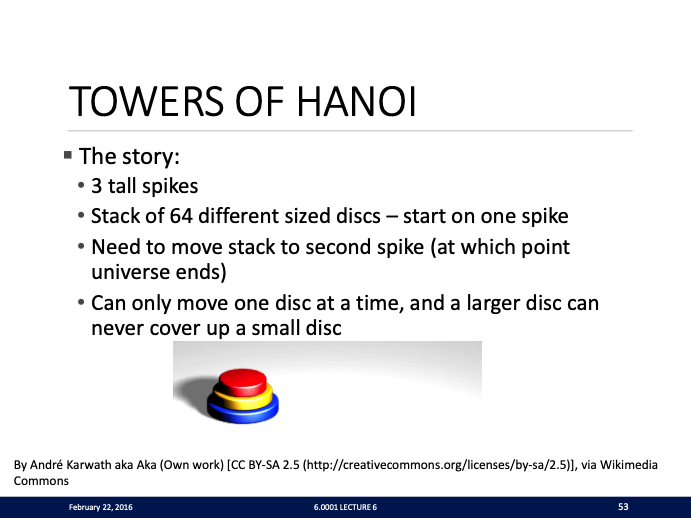 TOWERS OF HANOI
▪ The story:
• 3 tall spikes
• Stack of 64 different sized discs – start on one spike
• Need to move stack to second spike (at which point
universe ends)
• Can only move one disc at a time, and a larger disc can
never cover up a small disc
By André Karwath aka Aka (Own work) [CC BY-SA 2.5 (http://creativecommons.org/licenses/by-sa/2.5)], via Wikimedia
Commons
February 22, 2016 6.0001 LECTURE 6 53